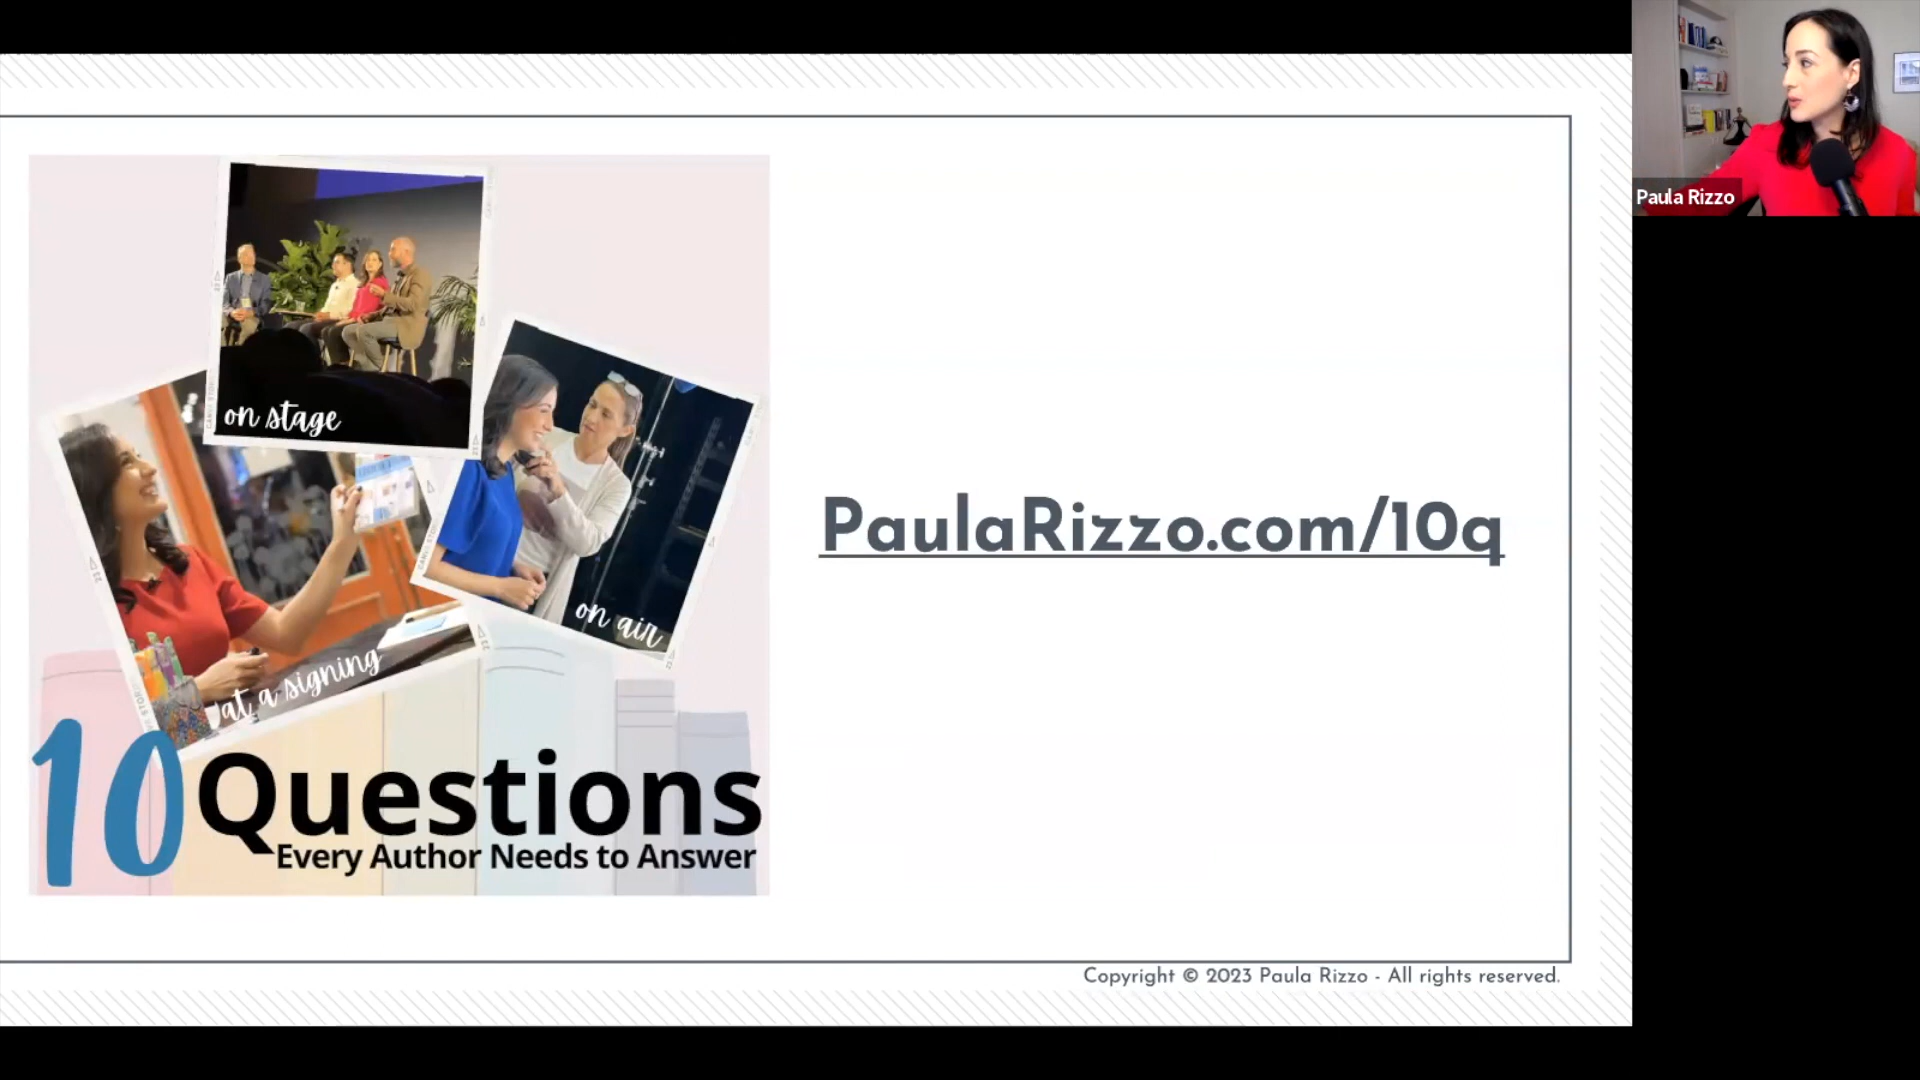 on stage
on air
at a signing
10 Questions
Every Author Needs to Answer
PaulaRizzo.com/10q
Copyright © 2023 Paula Rizzo - All rights reserved.
Paula Rizzo